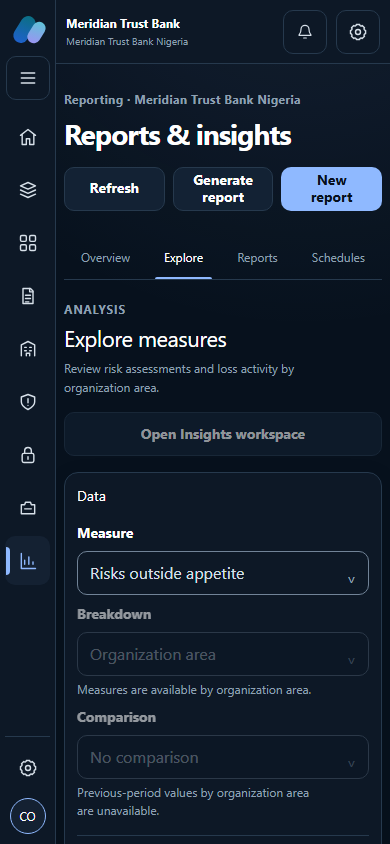 Meridian Trust Bank
Meridian Trust Bank Nigeria
Reporting · Meridian Trust Bank Nigeria
Reports & insights
Refresh
Generate
report
New
report
Overview
Explore
Reports
Schedules
ANALYSIS
Explore measures
Review risk assessments and loss activity by
organization area.
Open Insights workspace
Data
Measure
Risks outside appetite
v
Breakdown
Organization area
v
Measures are available by organization area.
Comparison
No comparison
v
Previous-period values by organization area
are unavailable.
CO